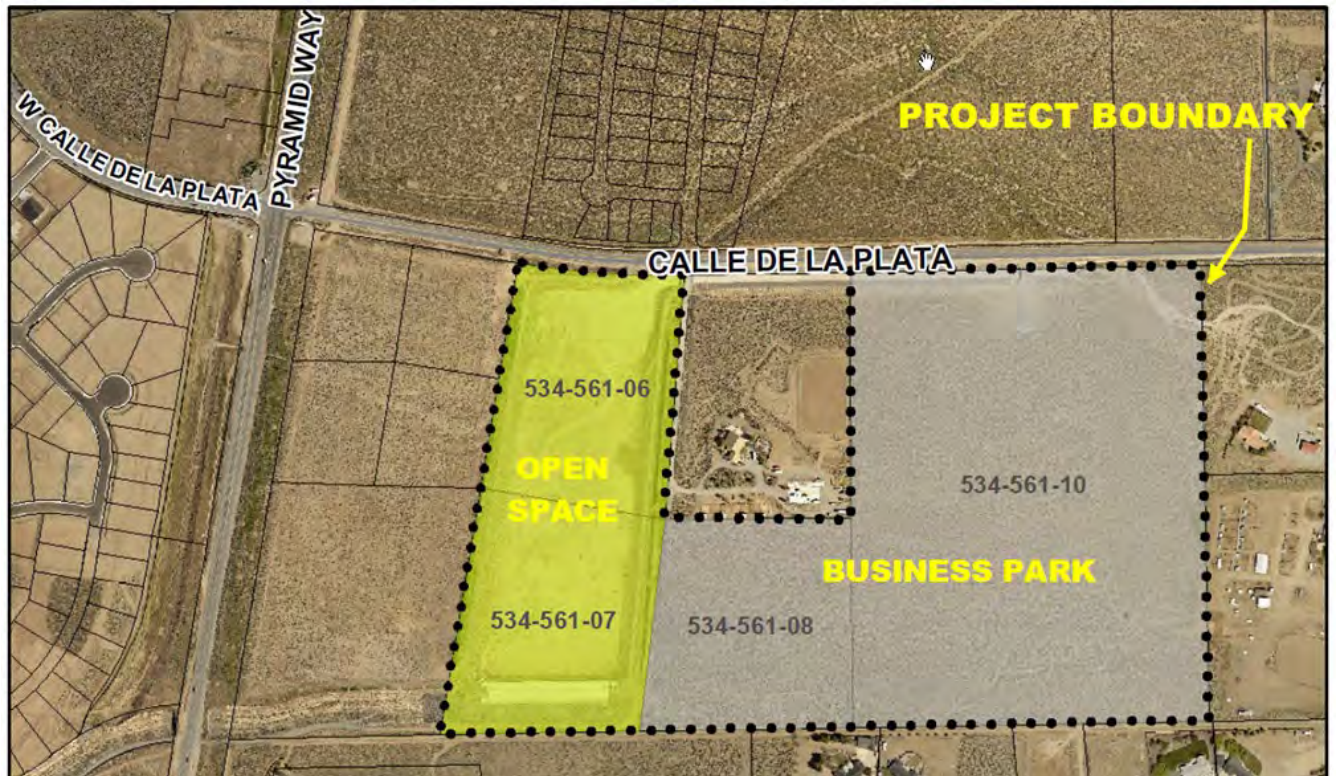 PYRAMID WAY
W CALLE DE LA PLATA
PROJECT BOUNDARY
CALLE DE LA PLATA
534-561-06
OPEN
SPACE
534-561-10
BUSINESS PARK
534-561-07
534-561-08